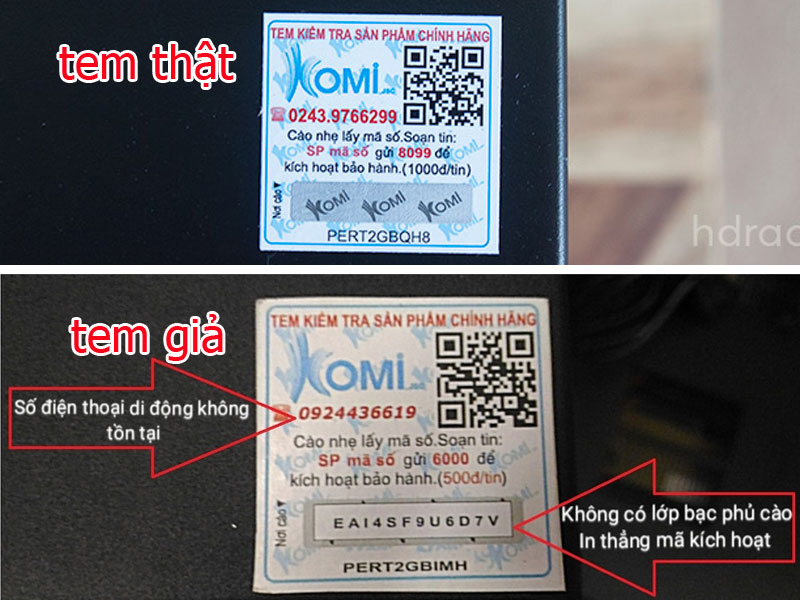 tem thật
TEM KIỂM TRA SẢN PHẨM CHÍNH HÃNG
KOMI.,JSC
0243.9766299
Cào nhẹ lấy mã số.Soạn tin:
SP mã số gửi 8099 để
kích hoạt bảo hành.(1000đ/tin)
Nơi cào
KOMI KOMI KOMI
PERT2GBQH8
hdrad
tem giả
TEM KIỂM TRA SẢN PHẨM CHÍNH HÃNG
KOMI
Số điện thoại di động không
tồn tại
0924436619
Cào nhẹ lấy mã số.Soạn tin:
SP mã số gửi 6000 để
kích hoạt bảo hành.(500đ/tin)
Nơi cào
EAI4SF9U6D7V
Không có lớp bạc phủ cào
In thẳng mã kích hoạt
PERT2GBIMH